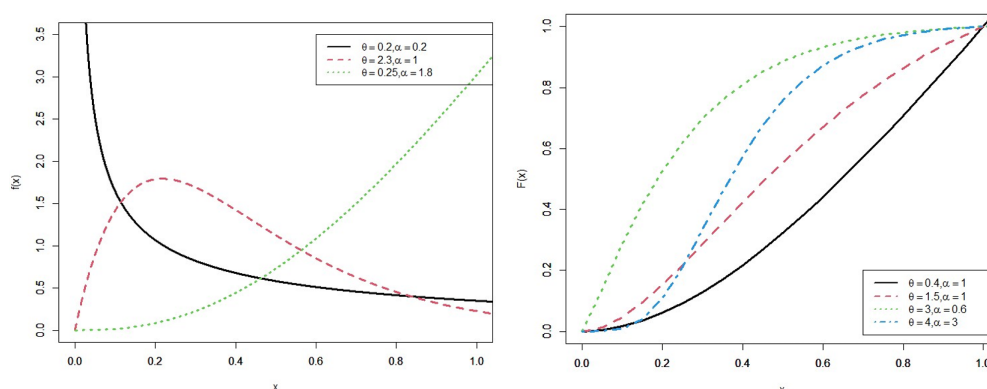 3.5
3.0
2.5
2.0
1.5
1.0
0.5
0.0
f(x)
θ = 0.2,α = 0.2
θ = 2.3,α = 1
θ = 0.25,α = 1.8
0.0 0.2 0.4 0.6 0.8 1.0
x
1.0
0.8
0.6
0.4
0.2
0.0
F(x)
θ = 0.4,α = 1
θ = 1.5,α = 1
θ = 3,α = 0.6
θ = 4,α = 3
0.0 0.2 0.4 0.6 0.8 1.0
x